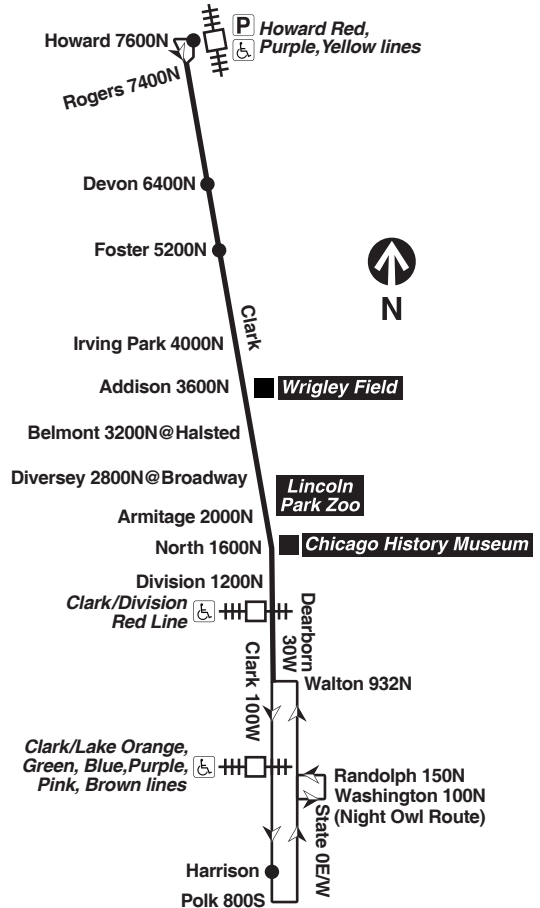 Howard 7600N
P
Howard Red,
Purple,Yellow lines
Rogers 7400N
Devon 6400N
Foster 5200N
N
Clark
Irving Park 4000N
Addison 3600N
Wrigley Field
Belmont 3200N@Halsted
Diversey 2800N@Broadway
Lincoln
Park Zoo
Armitage 2000N
North 1600N
Chicago History Museum
Division 1200N
Clark/Division
Red Line
Dearborn
30W
Clark 100W
Walton 932N
Clark/Lake Orange,
Green, Blue,Purple,
Pink, Brown lines
Randolph 150N
Washington 100N
(Night Owl Route)
State 0E/W
Harrison
Polk 800S